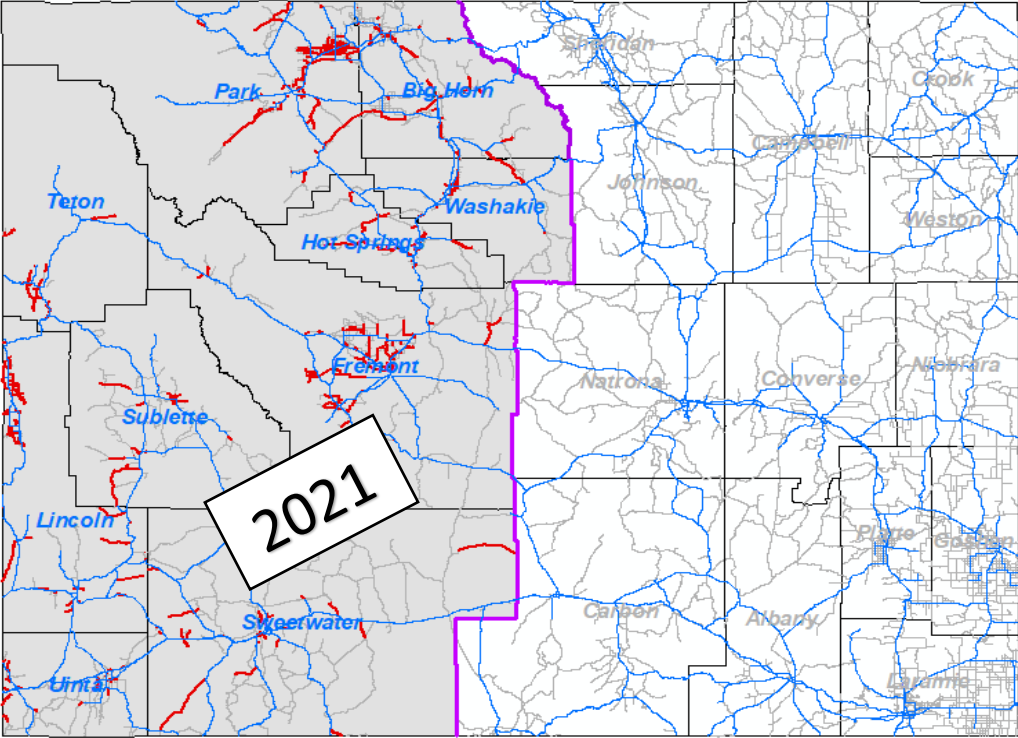 Sheridan
Crook
Park
Big Horn
Campbell
Johnson
Teton
Washakie
Weston
Hot Springs
Fremont
Natrona
Converse
Niobrara
Sublette
2021
Lincoln
Platte
Goshen
Sweetwater
Carbon
Albany
Uinta
Laramie